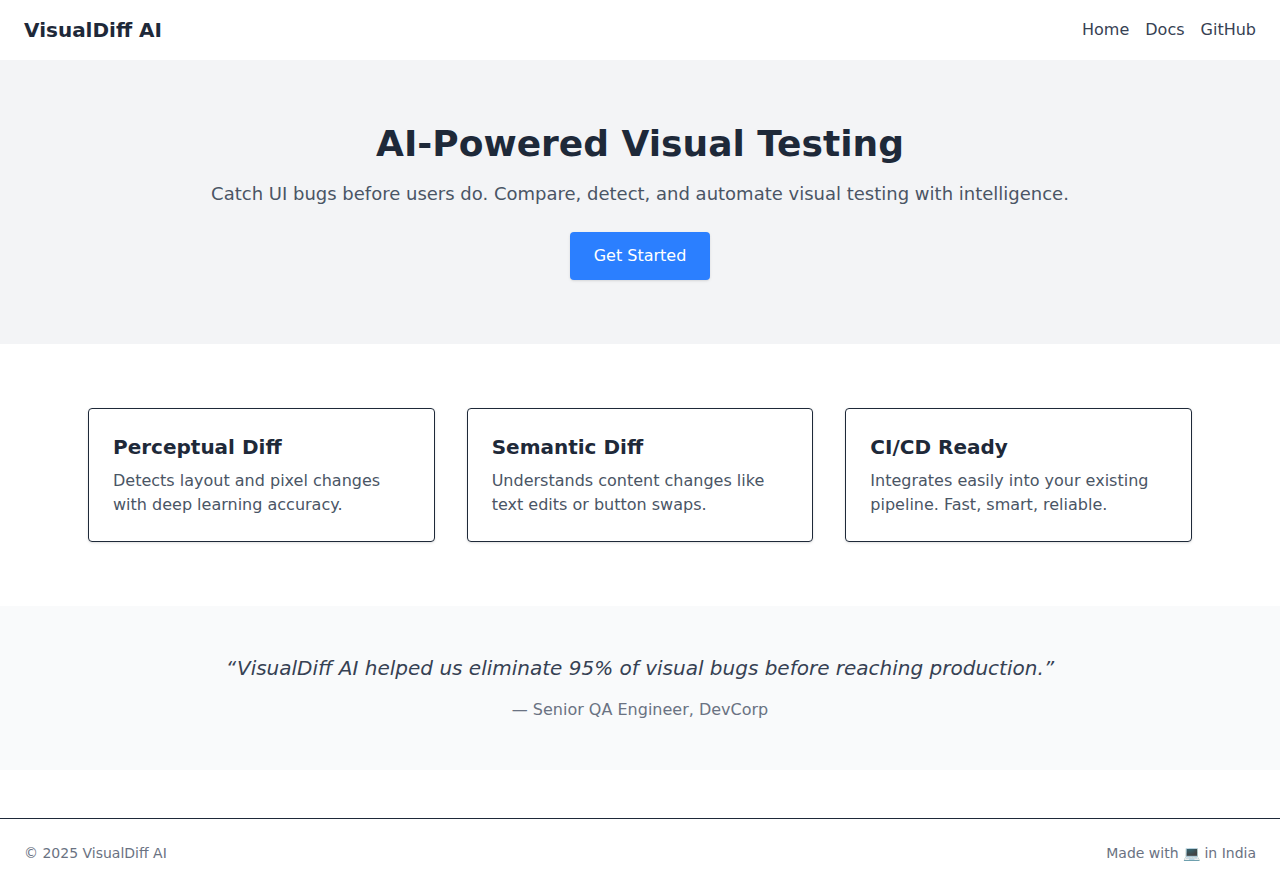 VisualDiff AI
Home Docs GitHub
AI-Powered Visual Testing
Catch UI bugs before users do. Compare, detect, and automate visual testing with intelligence.
Get Started
Perceptual Diff
Detects layout and pixel changes
with deep learning accuracy.
Semantic Diff
Understands content changes like
text edits or button swaps.
CI/CD Ready
Integrates easily into your existing
pipeline. Fast, smart, reliable.
“VisualDiff AI helped us eliminate 95% of visual bugs before reaching production.”
— Senior QA Engineer, DevCorp
© 2025 VisualDiff AI
Made with 💻 in India